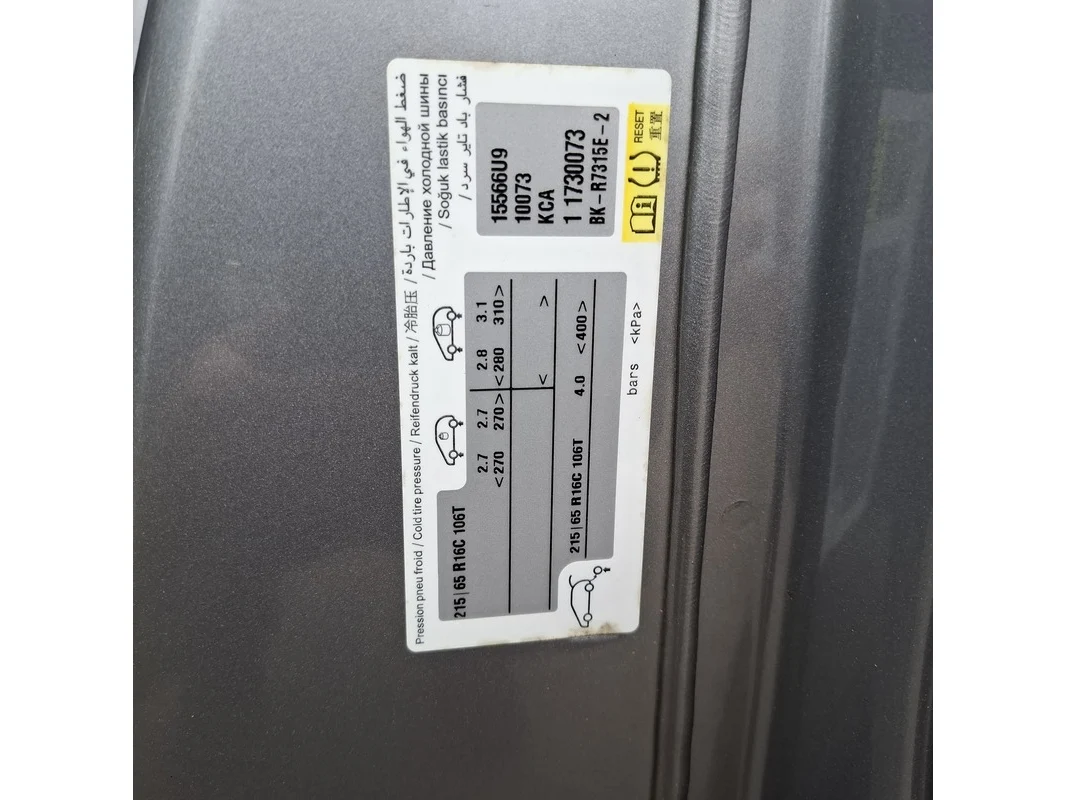 Pression pneu froid / Cold tire pressure / Reifendruck kalt / 冷胎压 / ضغط الهواء في الإطارات باردة
/ Давление холодной шины
/ Soğuk lastik basıncı
/ فشار باد تایر سرد
215|65 R16C 106T
2.7 2.7 2.8 3.1
<270 270> <280 310>
< >
215|65 R16C 106T 4.0 <400>
bars <kPa>
15566U9
10073
KCA
1 1730073
BK-R7315E-2
RESET
重置